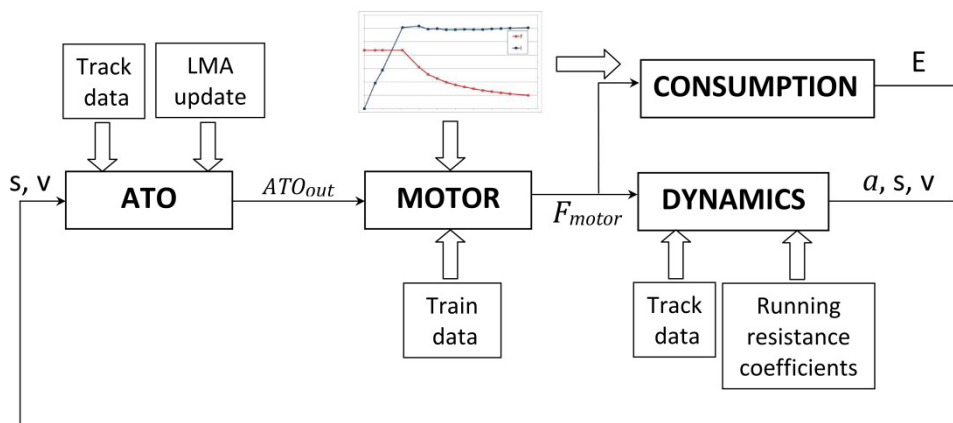 Track
data
LMA
update
CONSUMPTION
E
s, v
ATO
ATOout
MOTOR
Fmotor
DYNAMICS
a, s, v
Train
data
Track
data
Running
resistance
coefficients